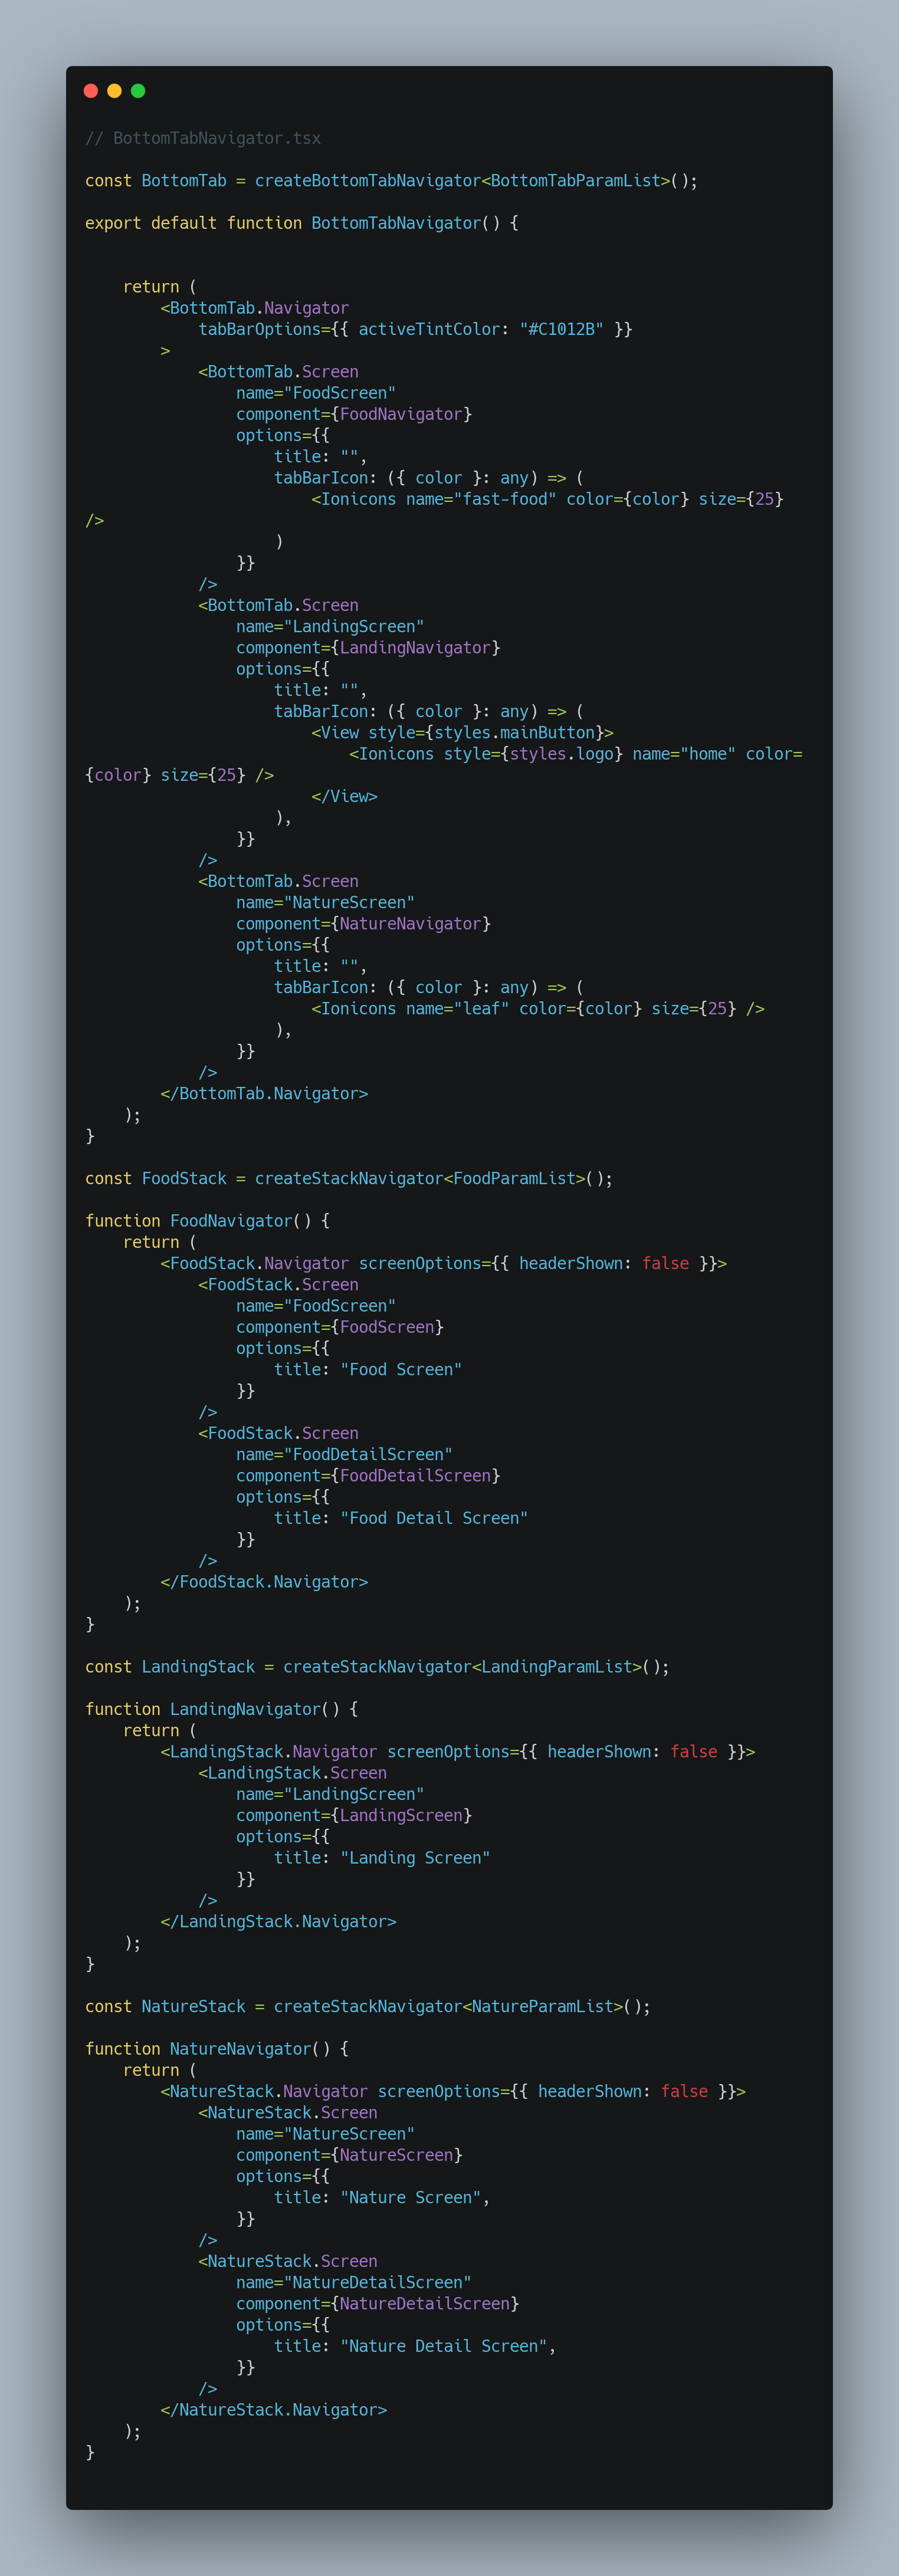 // BottomTabNavigator.tsx

const BottomTab = createBottomTabNavigator<BottomTabParamList>();

export default function BottomTabNavigator() {


    return (
        <BottomTab.Navigator
            tabBarOptions={{ activeTintColor: "#C1012B" }}
        >
            <BottomTab.Screen
                name="FoodScreen"
                component={FoodNavigator}
                options={{
                    title: "",
                    tabBarIcon: ({ color }: any) => (
                        <Ionicons name="fast-food" color={color} size={25}
/>
                    )
                }}
            />
            <BottomTab.Screen
                name="LandingScreen"
                component={LandingNavigator}
                options={{
                    title: "",
                    tabBarIcon: ({ color }: any) => (
                        <View style={styles.mainButton}>
                            <Ionicons style={styles.logo} name="home" color=
{color} size={25} />
                        </View>
                    ),
                }}
            />
            <BottomTab.Screen
                name="NatureScreen"
                component={NatureNavigator}
                options={{
                    title: "",
                    tabBarIcon: ({ color }: any) => (
                        <Ionicons name="leaf" color={color} size={25} />
                    ),
                }}
            />
        </BottomTab.Navigator>
    );
}

const FoodStack = createStackNavigator<FoodParamList>();

function FoodNavigator() {
    return (
        <FoodStack.Navigator screenOptions={{ headerShown: false }}>
            <FoodStack.Screen
                name="FoodScreen"
                component={FoodScreen}
                options={{
                    title: "Food Screen"
                }}
            />
            <FoodStack.Screen
                name="FoodDetailScreen"
                component={FoodDetailScreen}
                options={{
                    title: "Food Detail Screen"
                }}
            />
        </FoodStack.Navigator>
    );
}

const LandingStack = createStackNavigator<LandingParamList>();

function LandingNavigator() {
    return (
        <LandingStack.Navigator screenOptions={{ headerShown: false }}>
            <LandingStack.Screen
                name="LandingScreen"
                component={LandingScreen}
                options={{
                    title: "Landing Screen"
                }}
            />
        </LandingStack.Navigator>
    );
}

const NatureStack = createStackNavigator<NatureParamList>();

function NatureNavigator() {
    return (
        <NatureStack.Navigator screenOptions={{ headerShown: false }}>
            <NatureStack.Screen
                name="NatureScreen"
                component={NatureScreen}
                options={{
                    title: "Nature Screen",
                }}
            />
            <NatureStack.Screen
                name="NatureDetailScreen"
                component={NatureDetailScreen}
                options={{
                    title: "Nature Detail Screen",
                }}
            />
        </NatureStack.Navigator>
    );
}